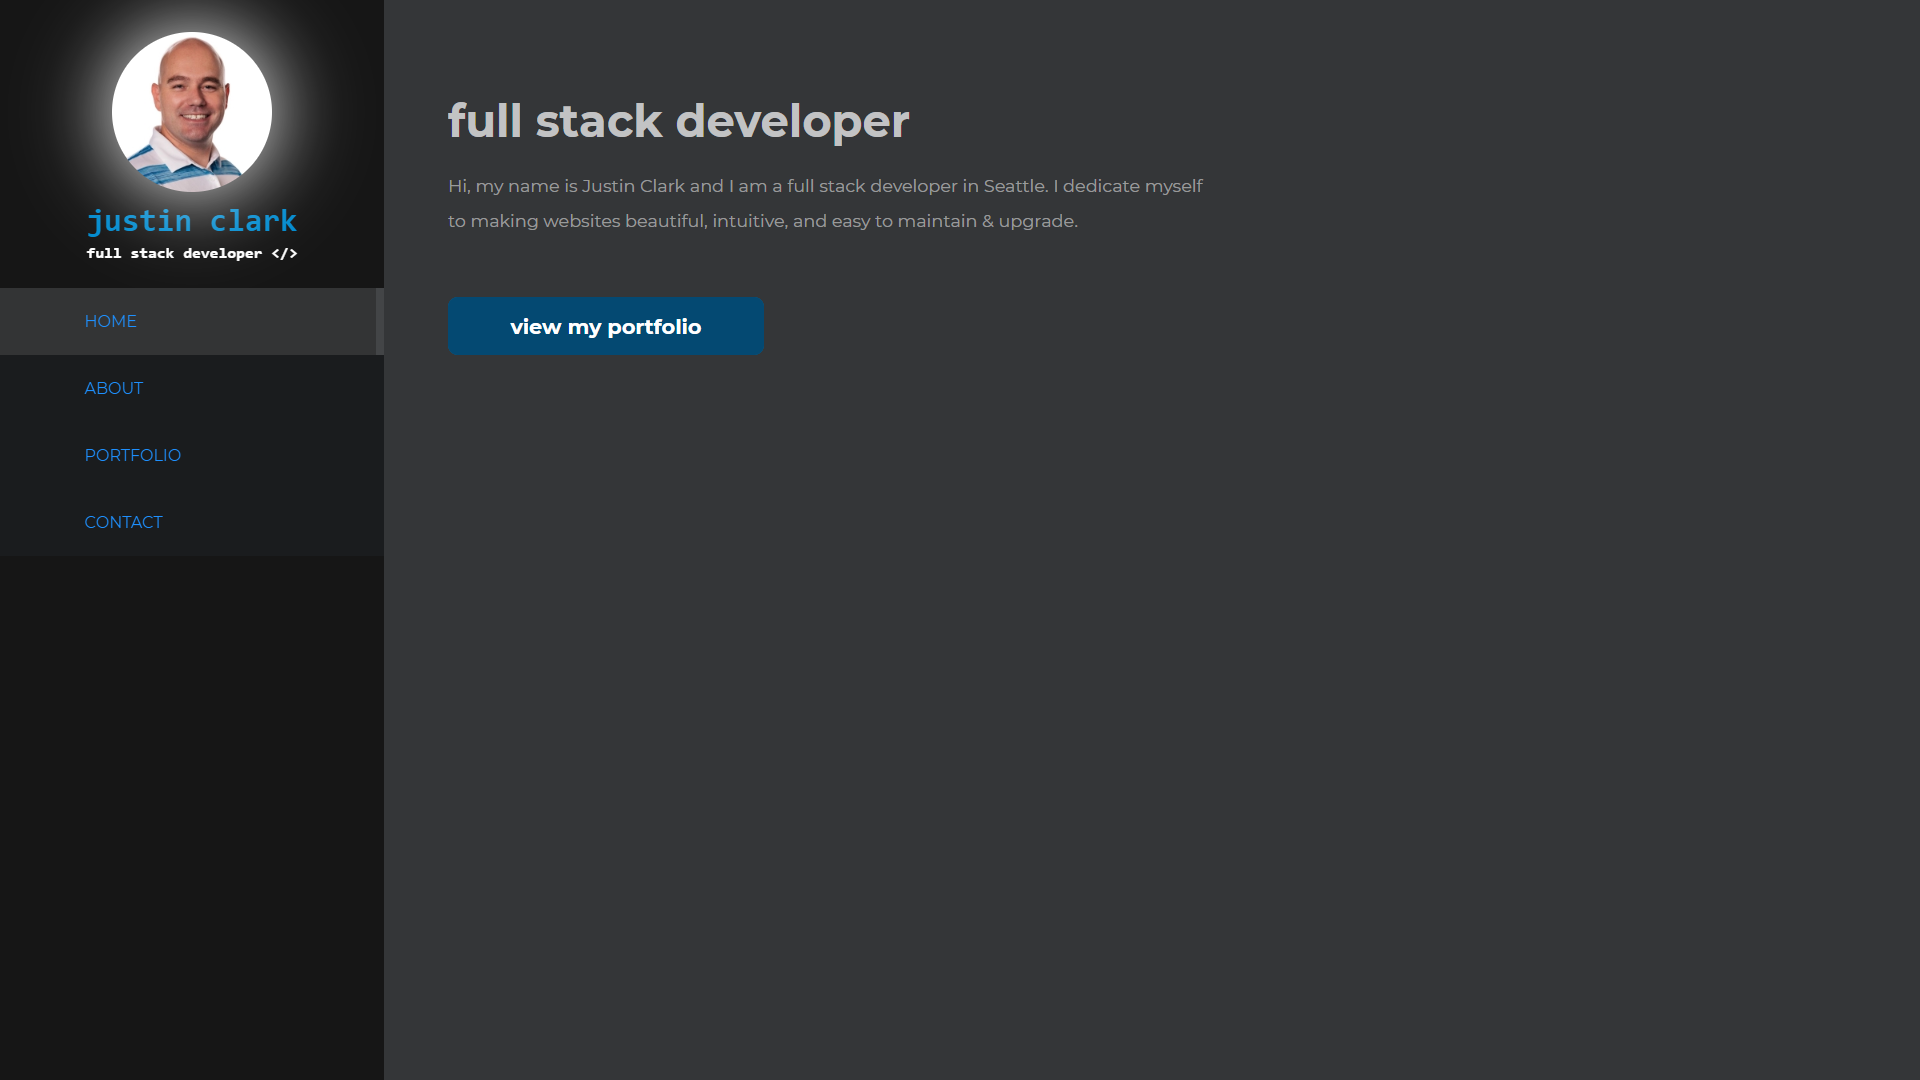 justin clark
full stack developer </>
HOME
ABOUT
PORTFOLIO
CONTACT
full stack developer
Hi, my name is Justin Clark and I am a full stack developer in Seattle. I dedicate myself
to making websites beautiful, intuitive, and easy to maintain & upgrade.
view my portfolio